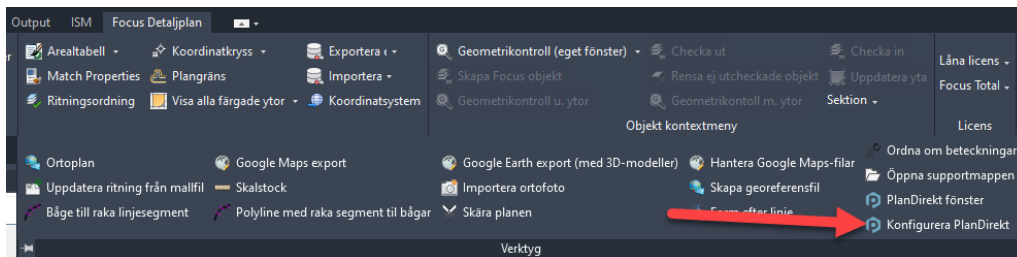 Output ISM Focus Detaljplan
Arealtabell Koordinatkryss Exportera Geometrikontroll (eget fönster) Checka ut Checka in Låna licens
Match Properties Plangräns Importera Skapa Focus objekt Rensa ej utcheckade objekt Uppdatera yta Focus Total
Ritningsordning Visa alla färgade ytor Koordinatsystem Geometrikontroll u. ytor Geometrikontoll m. ytor Sektion
Objekt kontextmeny Licens
Ortoplan Google Maps export Google Earth export (med 3D-modeller) Hantera Google Maps-filar Ordna om beteckningar
Uppdatera ritning från mallfil Skalstock Importera ortofoto Skapa georeferensfil Öppna supportmappen
Båge till raka linjesegment Polyline med raka segment til bågar Skära planen Form efter linje PlanDirekt fönster
Konfigurera PlanDirekt
Verktyg